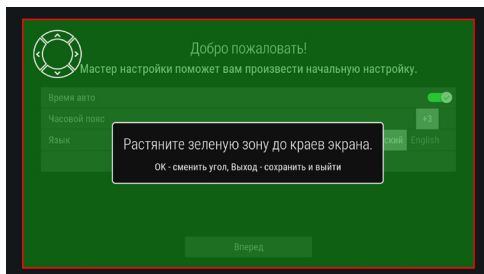 Добро пожаловать!
Мастер настройки поможет вам произвести начальную настройку.
Время авто
Часовой пояс +3
Язык ский English
Растяните зеленую зону до краев экрана.
ОК - сменить угол, Выход - сохранить и выйти
Вперед